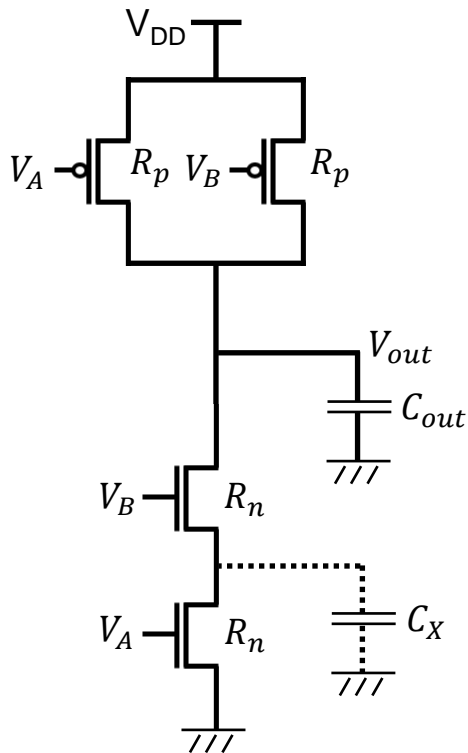 V_DD
V_A R_p V_B R_p
V_out
C_out
V_B R_n
C_X
V_A R_n